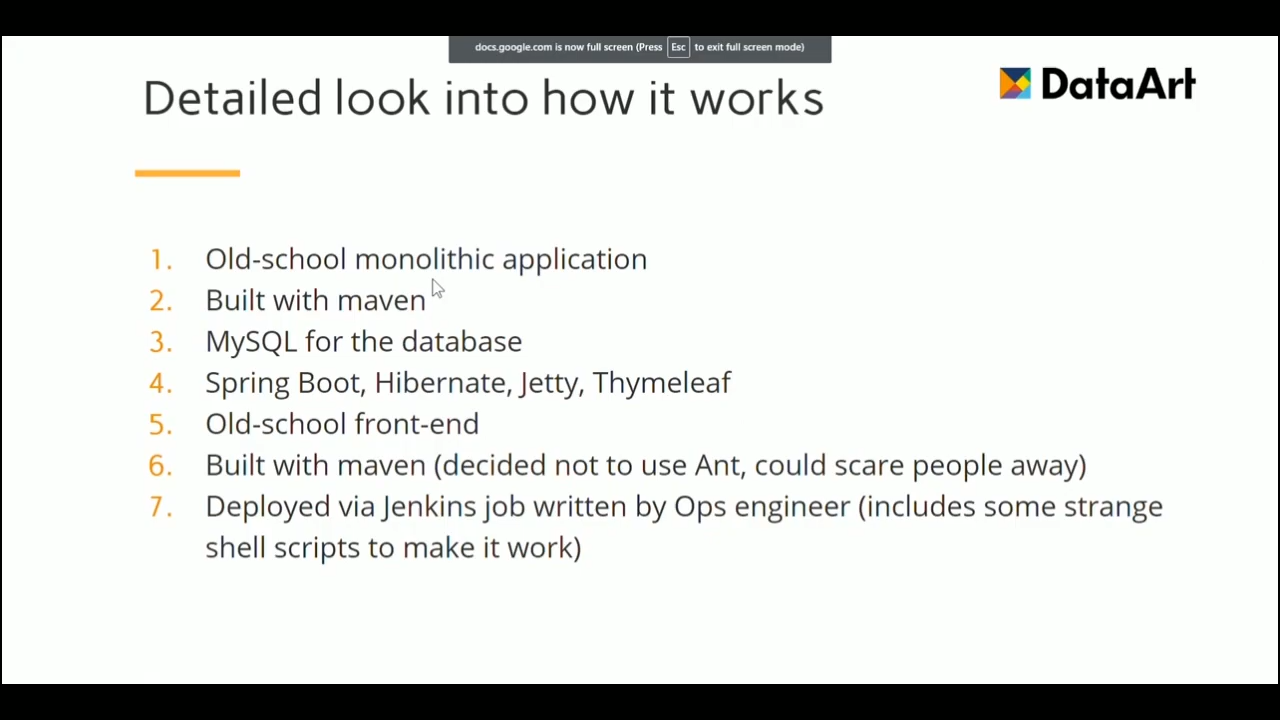 docs.google.com is now full screen (Press Esc to exit full screen mode)
Detailed look into how it works
DataArt
1. Old-school monolithic application
2. Built with maven
3. MySQL for the database
4. Spring Boot, Hibernate, Jetty, Thymeleaf
5. Old-school front-end
6. Built with maven (decided not to use Ant, could scare people away)
7. Deployed via Jenkins job written by Ops engineer (includes some strange
shell scripts to make it work)